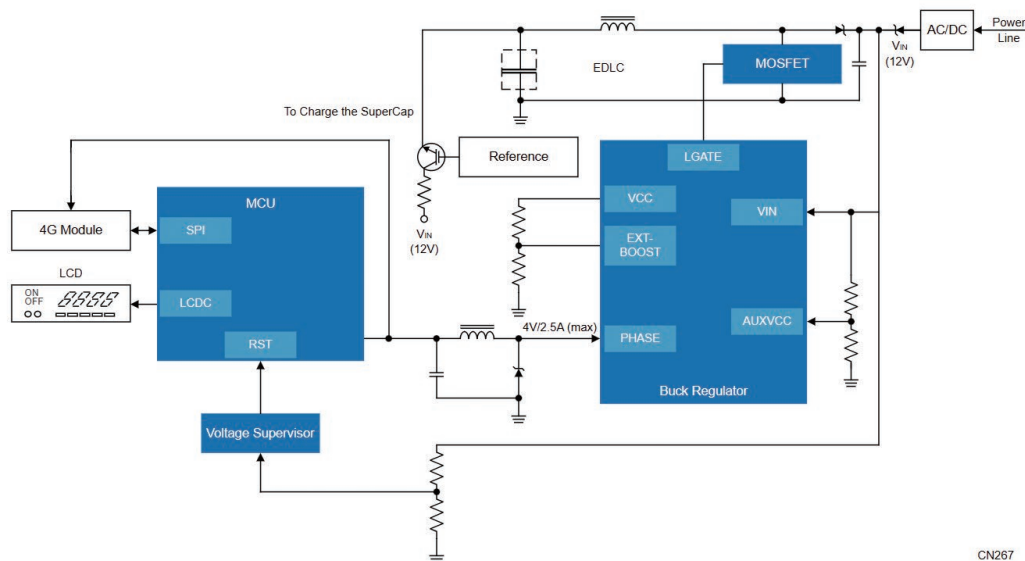 AC/DC
Power
Line
VIN
(12V)
MOSFET
EDLC
To Charge the SuperCap
Reference
LGATE
MCU
VCC
VIN
4G Module
SPI
VIN
(12V)
EXT-
BOOST
LCD
ON
OFF
8888
LCDC
4V/2.5A (max)
AUXVCC
RST
PHASE
Buck Regulator
Voltage Supervisor
CN267